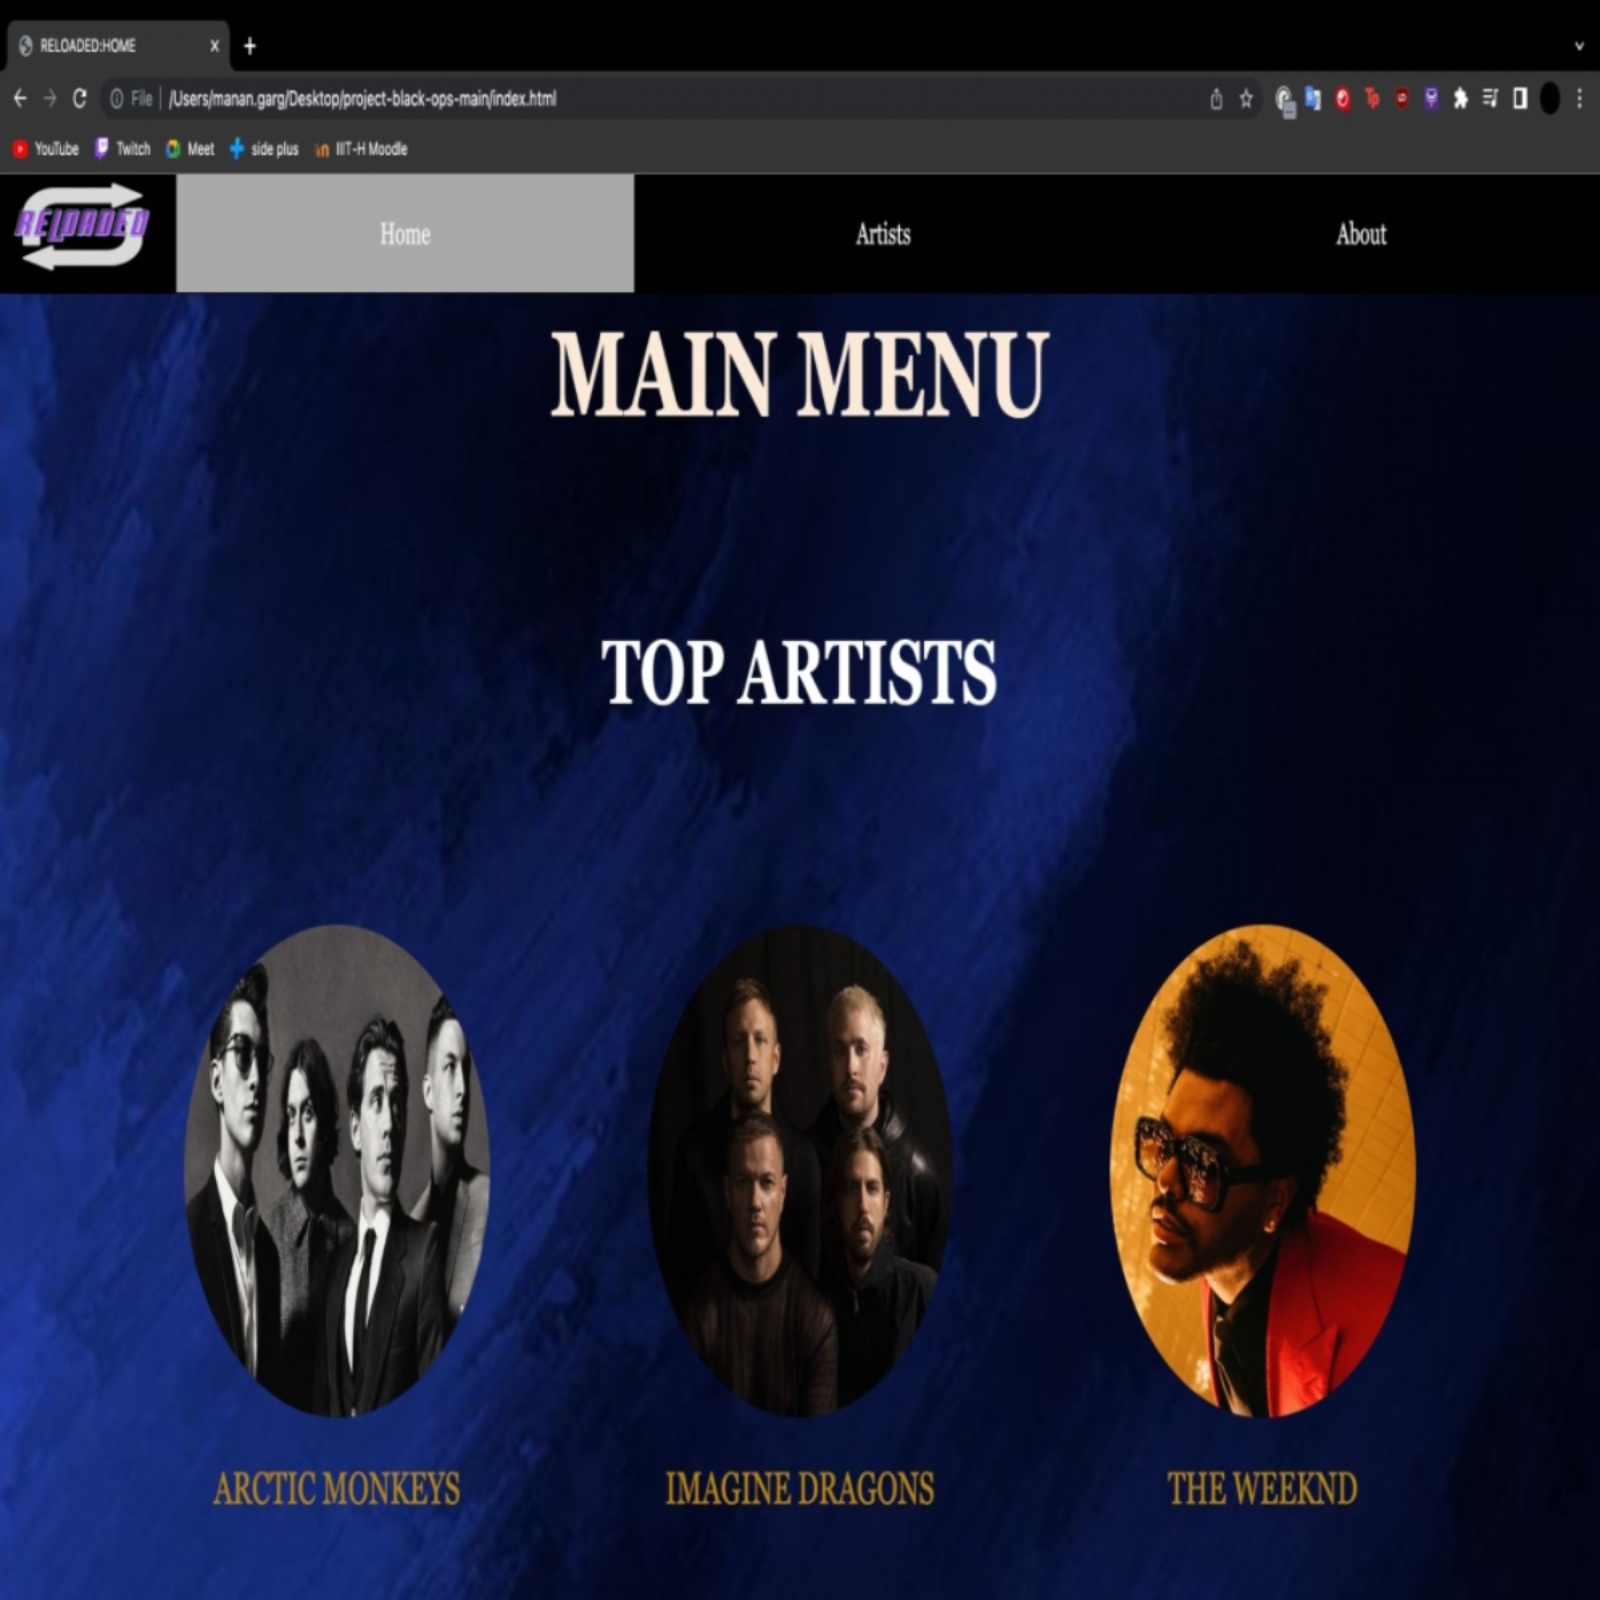 RELOADED:HOME
File /Users/manan.garg/Desktop/project-black-ops-main/index.html
YouTube Twitch Meet side plus IIIT-H Moodle
RELOADED
Home Artists About
MAIN MENU
TOP ARTISTS
ARCTIC MONKEYS IMAGINE DRAGONS THE WEEKND